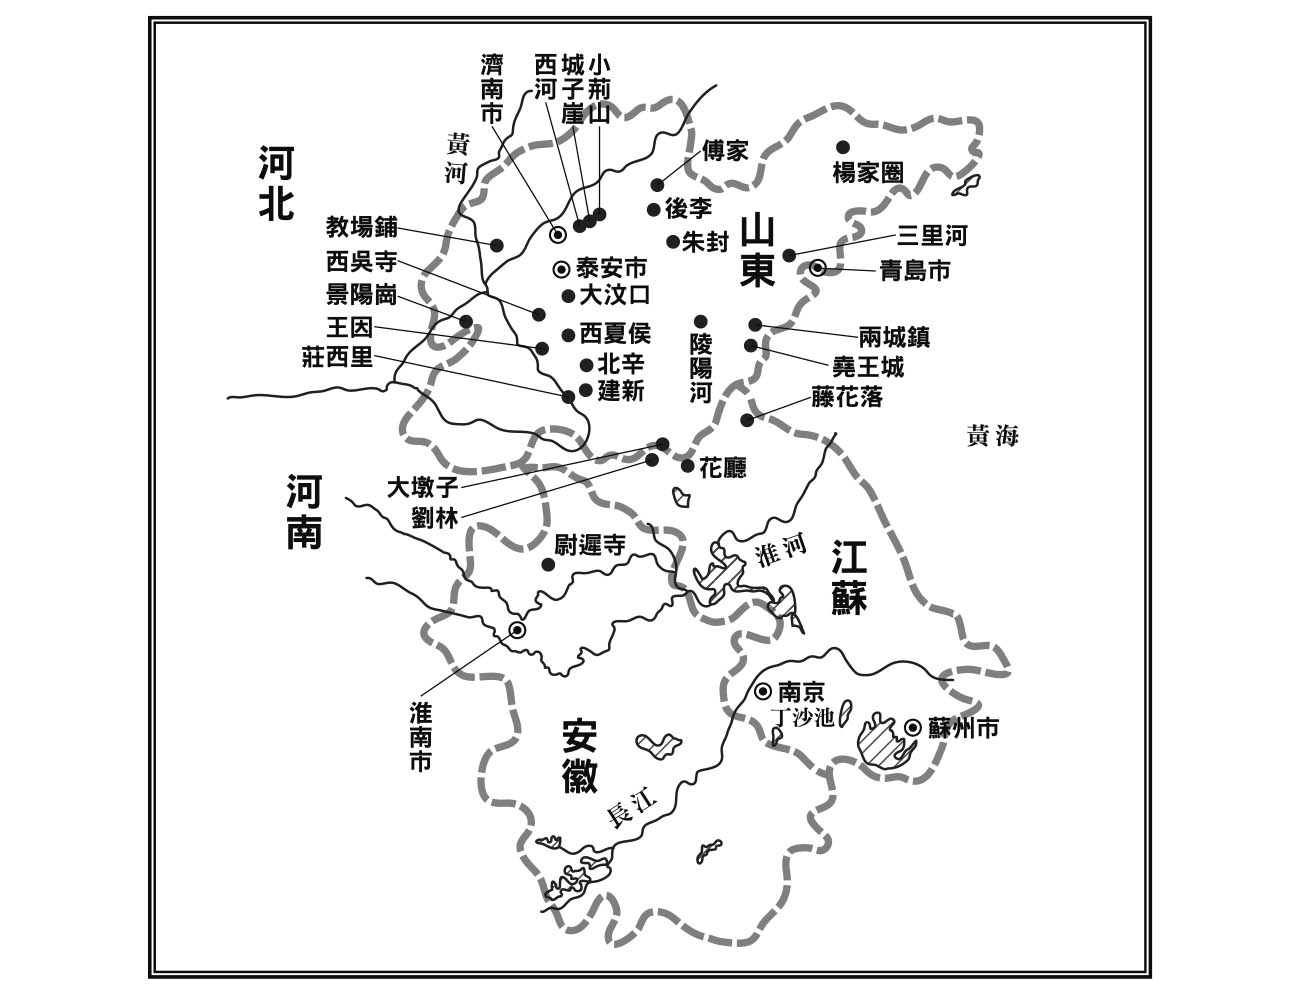 濟南市
西河
城子崖
小荊山
黃河
河北
傅家
楊家圈
教場鋪
後李
山東
三里河
朱封
西吳寺
泰安市
青島市
景陽崗
大汶口
王因
西夏侯
陵陽河
兩城鎮
莊西里
北辛
堯王城
建新
藤花落
黃海
花廳
大墩子
劉林
河南
尉遲寺
淮河
江蘇
南京
丁沙池
蘇州市
淮南市
安徽
長江